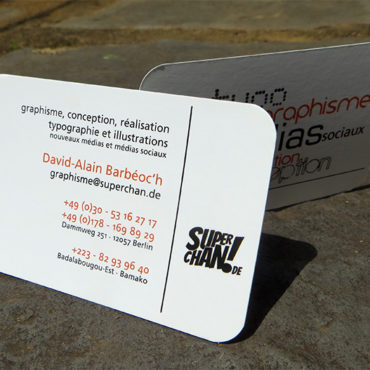 graphisme, conception, réalisation
typographie et illustrations
nouveaux médias et médias sociaux
David-Alain Barbéoc'h
graphisme@superchan.de
+49 (0)30 - 53 16 27 17
+49 (0)178 - 169 89 29
Dammweg 251 · 12057 Berlin
+223 - 82 93 96 40
Badalabougou-Est · Bamako
SUPER
CHAN!
.DE
graphisme
sociaux